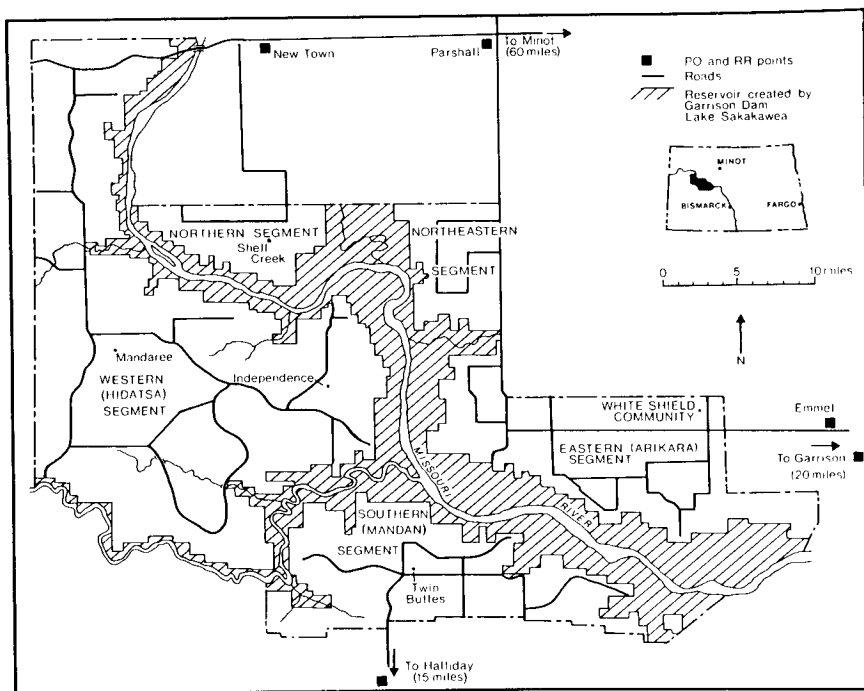 To Minot
(60 miles)
New Town
Parshall
PO and RR points
Roads
Reservoir created by
Garrison Dam
Lake Sakakawea
MINOT
BISMARCK
FARGO
NORTHERN SEGMENT
Shell
Creek
NORTHEASTERN
SEGMENT
0 5 10 miles
N
Mandaree
WESTERN
(HIDATSA)
SEGMENT
Independence
WHITE SHIELD
COMMUNITY
Emmel
EASTERN (ARIKARA)
SEGMENT
To Garrison
(20 miles)
MISSOURI
RIVER
SOUTHERN
(MANDAN)
SEGMENT
Twin
Buttes
To Halliday
(15 miles)